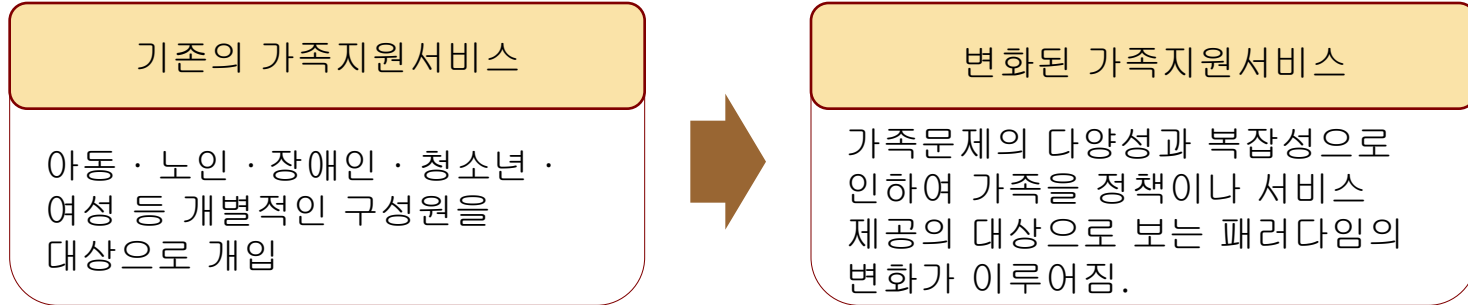 기존의 가족지원서비스
아동 · 노인 · 장애인 · 청소년 ·
여성 등 개별적인 구성원을
대상으로 개입
변화된 가족지원서비스
가족문제의 다양성과 복잡성으로
인하여 가족을 정책이나 서비스
제공의 대상으로 보는 패러다임의
변화가 이루어짐.